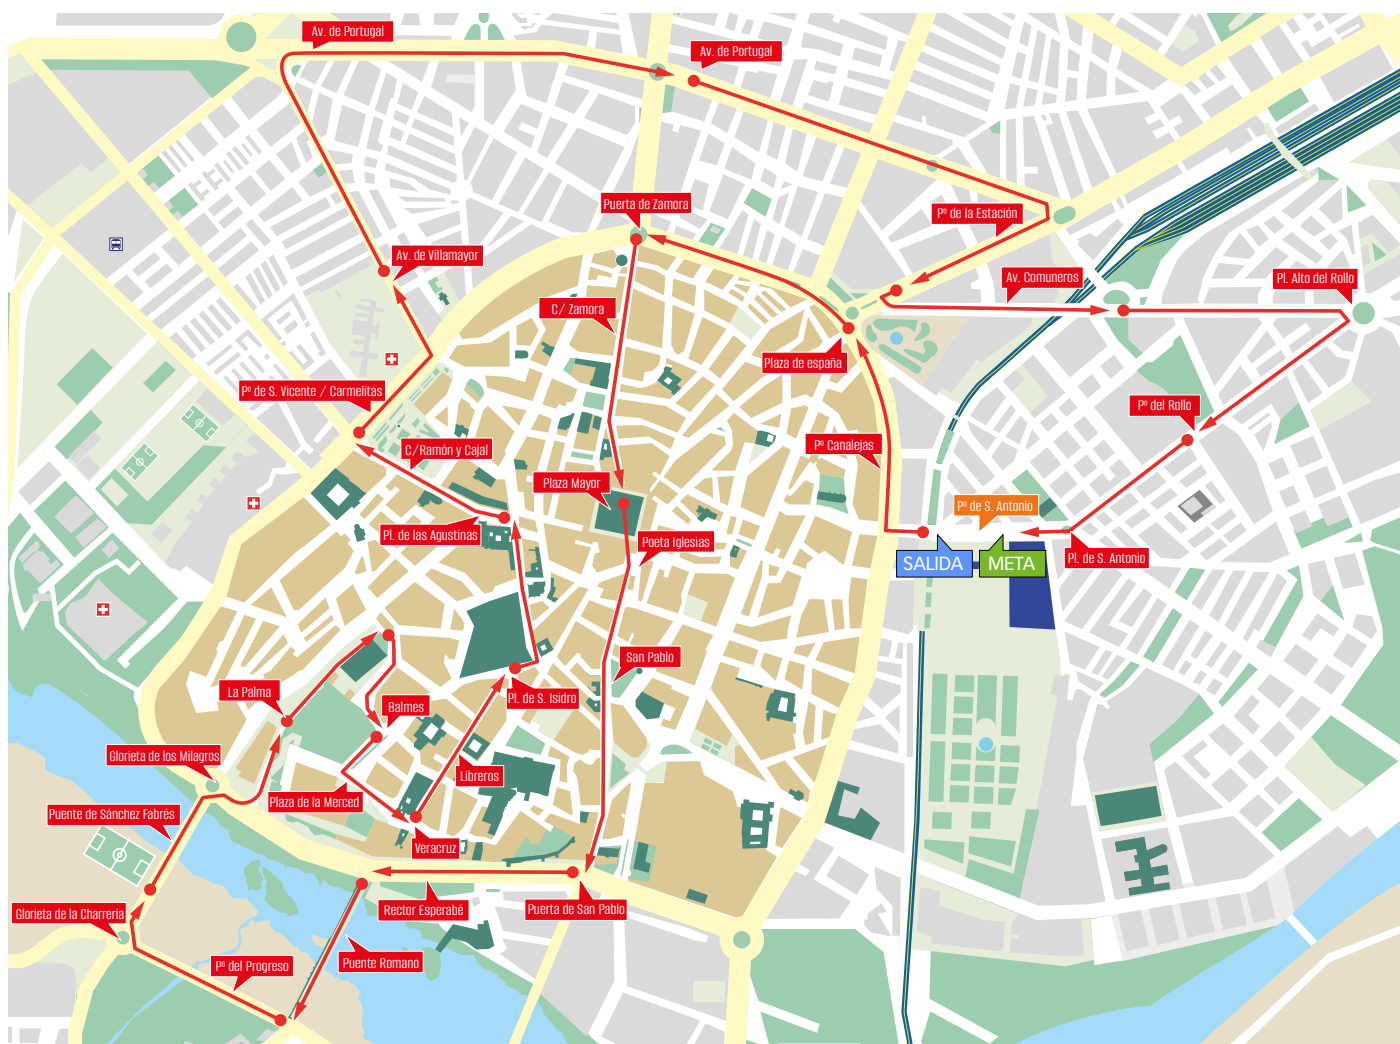 Av. de Portugal
Av. de Portugal
Puerta de Zamora
Pº de la Estación
Av. de Villamayor
Av. Comuneros
Pl. Alto del Rollo
C/ Zamora
Plaza de españa
Pº de S. Vicente / Carmelitas
Pº del Rollo
C/Ramón y Cajal
Pº Canalejas
Plaza Mayor
Pº de S. Antonio
Pl. de las Agustinas
Poeta Iglesias
SALIDA
META
Pl. de S. Antonio
San Pablo
La Palma
Pl. de S. Isidro
Balmes
Glorieta de los Milagros
Libreros
Plaza de la Merced
Puente de Sánchez Fabrés
Veracruz
Glorieta de la Charrería
Rector Esperabé
Puerta de San Pablo
Puente Romano
Pº del Progreso